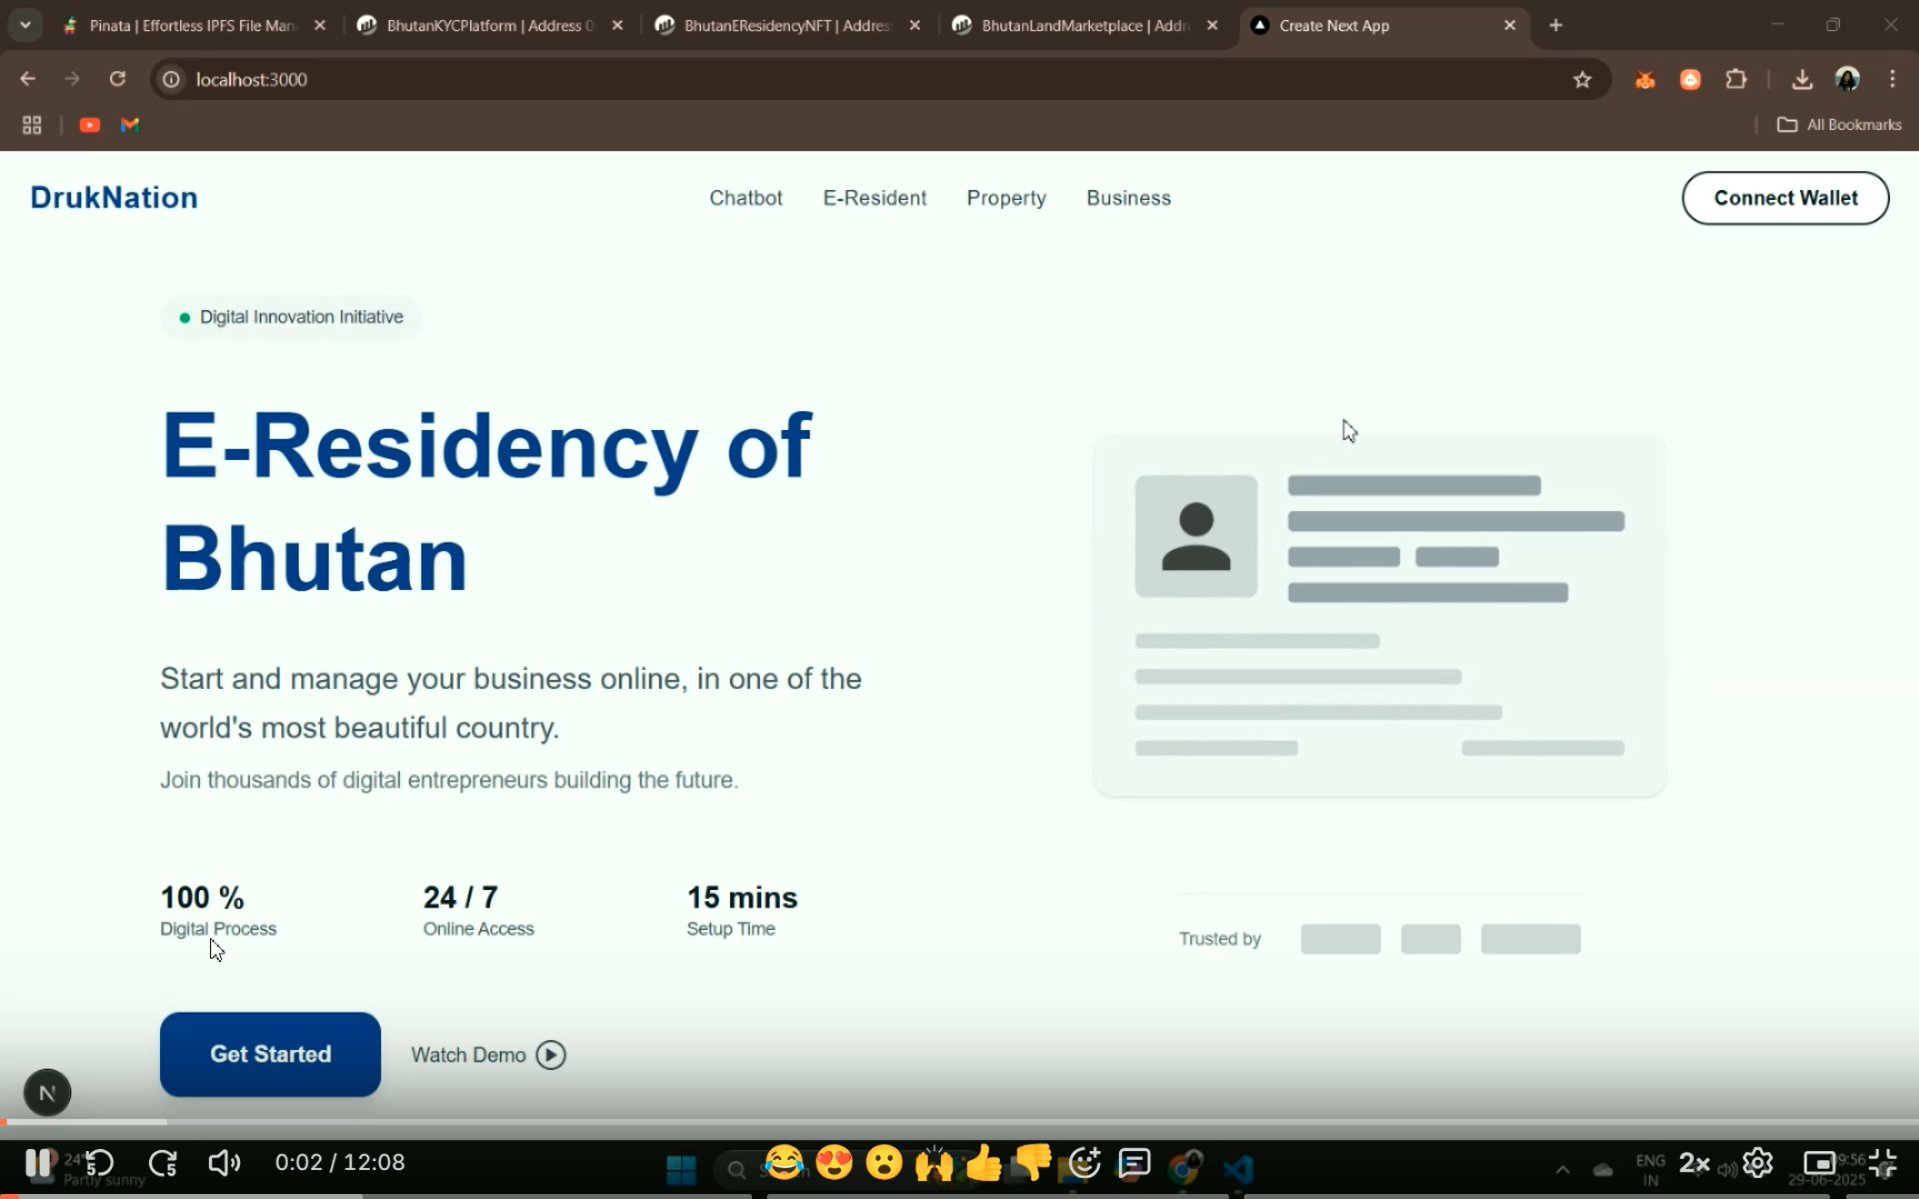 Pinata | Effortless IPFS File Man
BhutanKYCPlatform | Address 0
BhutanEResidencyNFT | Addres
BhutanLandMarketplace | Addr
Create Next App
localhost:3000
All Bookmarks
DrukNation
Chatbot
E-Resident
Property
Business
Connect Wallet
Digital Innovation Initiative
E-Residency of
Bhutan
Start and manage your business online, in one of the
world's most beautiful country.
Join thousands of digital entrepreneurs building the future.
100 %
Digital Process
24 / 7
Online Access
15 mins
Setup Time
Trusted by
Get Started
Watch Demo
N
24°
Partly sunny
5
5
0:02 / 12:08
ENG
IN
2x
9:56
29-06-2025